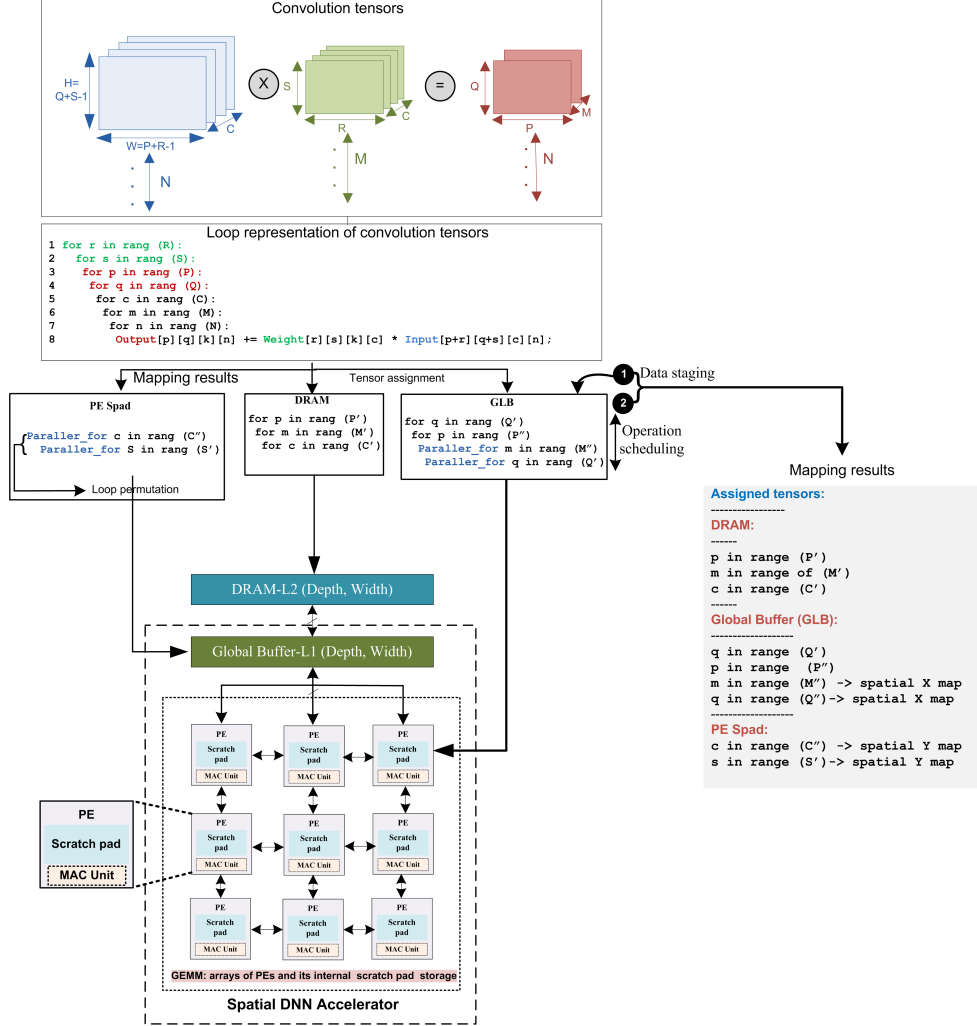 Convolution tensors
H=
Q+S-1
W=P+R-1
C
N
X
S
R
C
M
=
Q
P
M
N
Loop representation of convolution tensors
1 for r in rang (R):
2 for s in rang (S):
3 for p in rang (P):
4 for q in rang (Q):
5 for c in rang (C):
6 for m in rang (M):
7 for n in rang (N):
8 Output[p][q][k][n] += Weight[r][s][k][c] * Input[p+r][q+s][c][n];
Mapping results
Tensor assignment
1 Data staging
2
Operation
scheduling
PE Spad
Paraller_for c in rang (C″)
Paraller_for S in rang (S′)
Loop permutation
DRAM
for p in rang (P′)
for m in rang (M′)
for c in rang (C′)
GLB
for q in rang (Q′)
for p in rang (P″)
Paraller_for m in rang (M″)
Paraller_for q in rang (Q′)
Mapping results
Assigned tensors:
-----------------
DRAM:
------
p in range (P′)
m in range of (M′)
c in range (C′)
------
Global Buffer (GLB):
-------------------
q in range (Q′)
p in range (P″)
m in range (M″) -> spatial X map
q in range (Q″)-> spatial X map
-------------------
PE Spad:
c in range (C″) -> spatial Y map
s in range (S′)-> spatial Y map
DRAM-L2 (Depth, Width)
Global Buffer-L1 (Depth, Width)
PE
Scratch
pad
MAC Unit
PE
Scratch
pad
MAC Unit
PE
Scratch
pad
MAC Unit
PE
Scratch
pad
MAC Unit
PE
Scratch
pad
MAC Unit
PE
Scratch
pad
MAC Unit
PE
Scratch
pad
MAC Unit
PE
Scratch
pad
MAC Unit
PE
Scratch
pad
MAC Unit
PE
Scratch pad
MAC Unit
GEMM: arrays of PEs and its internal scratch pad storage
Spatial DNN Accelerator